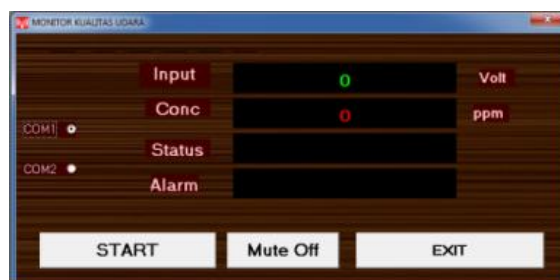 MONITOR KUALITAS UDARA
Input 0 Volt
Conc 0 ppm
COM1
Status
COM2
Alarm
START Mute Off EXIT